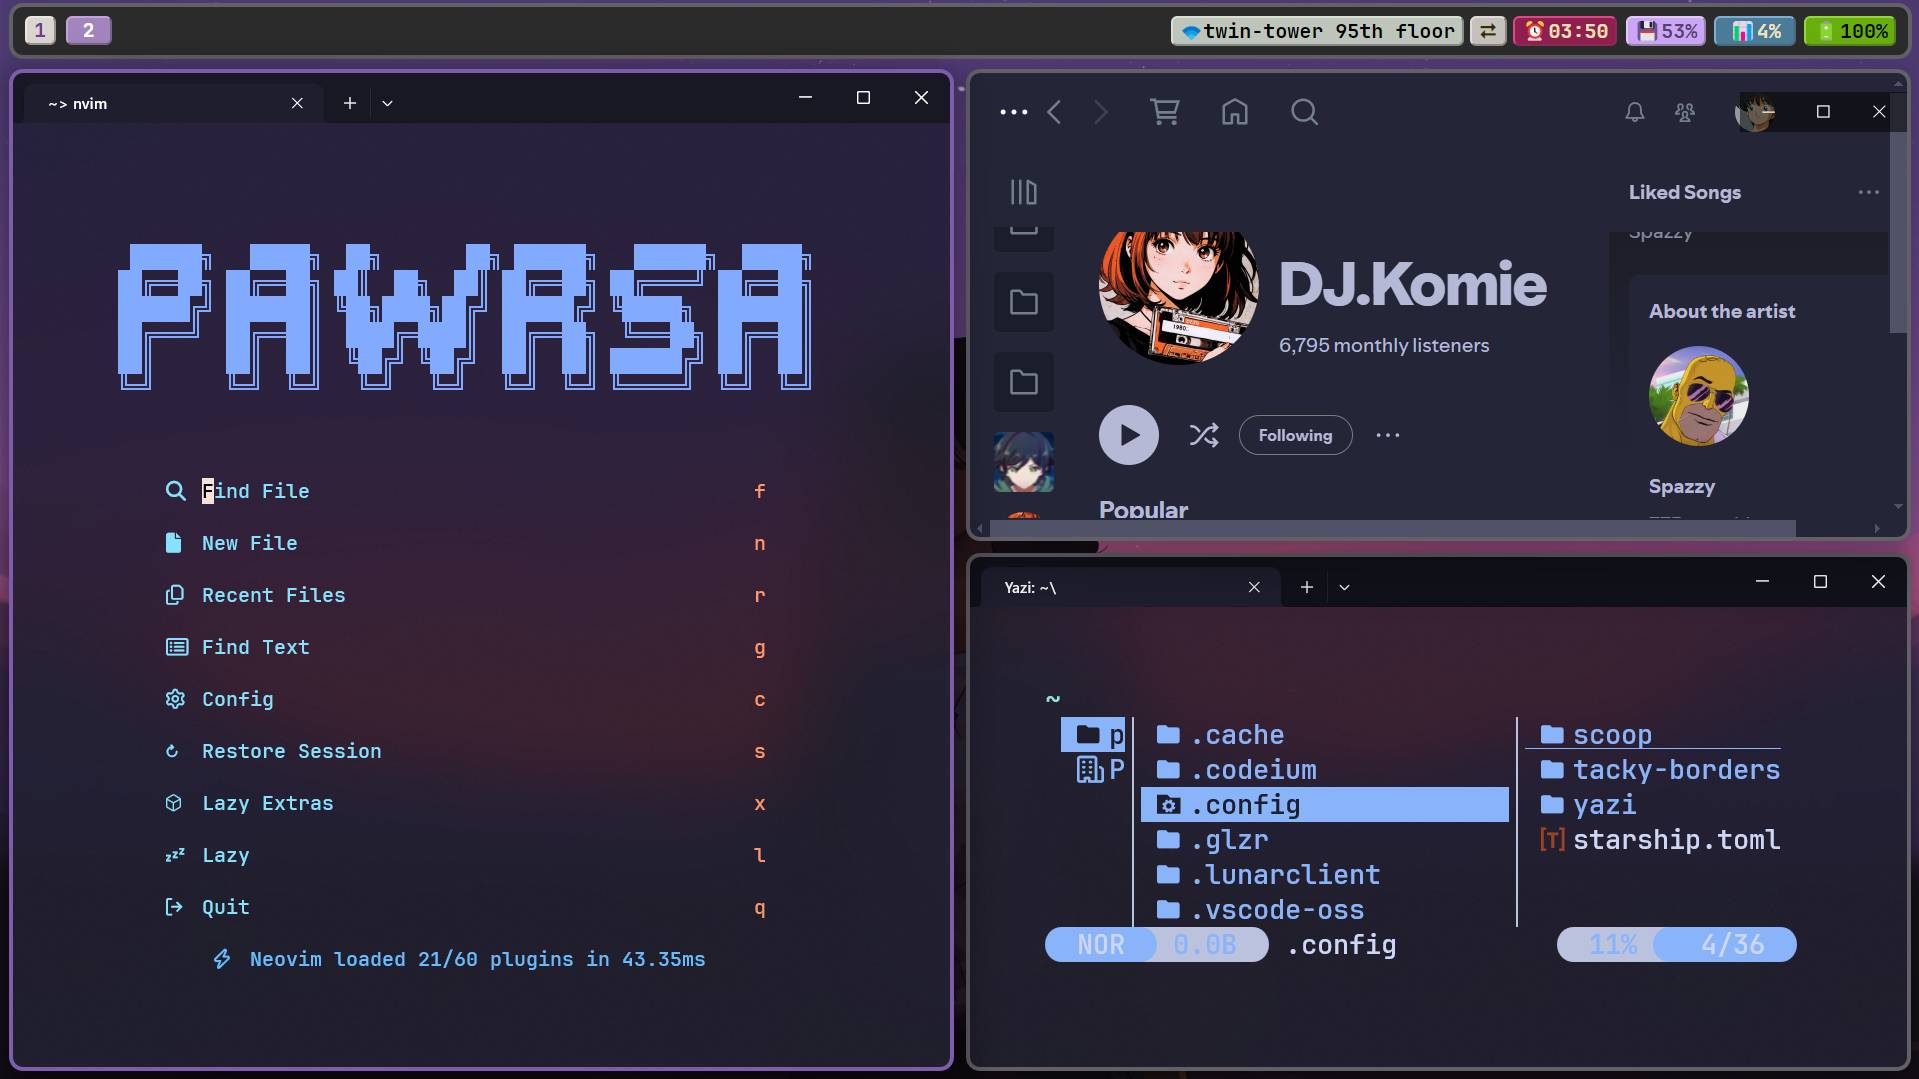 1 2 twin-tower 95th floor 03:50 53% 4% 100%
~> nvim
PAWASA
Find File f
New File n
Recent Files r
Find Text g
Config c
Restore Session s
Lazy Extras x
Lazy l
Quit q
Neovim loaded 21/60 plugins in 43.35ms
Liked Songs
Spazzy
DJ.Komie
6,795 monthly listeners
1980.
Following
Popular
About the artist
Spazzy
Yazi: ~\
~
p .cache scoop
P .codeium tacky-borders
.config yazi
.glzr [T] starship.toml
.lunarclient
.vscode-oss
NOR 0.0B .config 11% 4/36